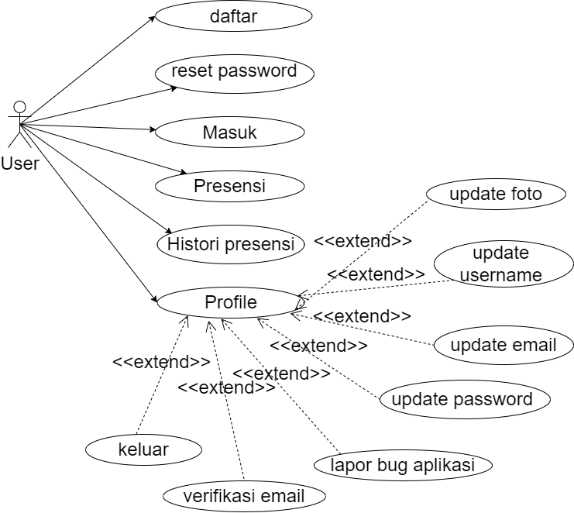 daftar
reset password
Masuk
User
Presensi
update foto
Histori presensi
<<extend>>
update
username
<<extend>>
Profile
<<extend>>
update email
<<extend>>
<<extend>>
<<extend>>
<<extend>>
update password
keluar
lapor bug aplikasi
verifikasi email